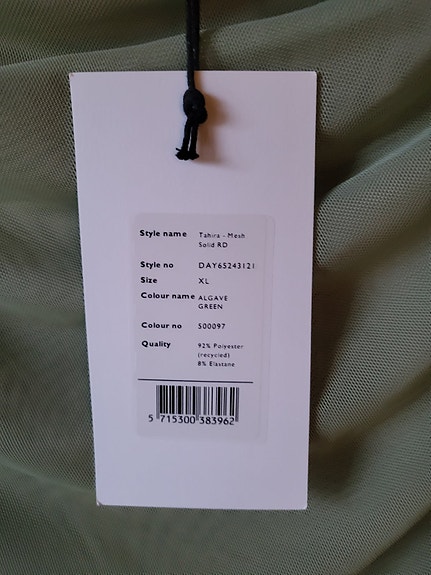 Style name Tahira - Mesh
Solid RD
Style no DAY65243121
Size XL
Colour name ALGAVE
GREEN
Colour no 500097
Quality 92% Polyester
(recycled)
8% Elastane
5 715300 383962